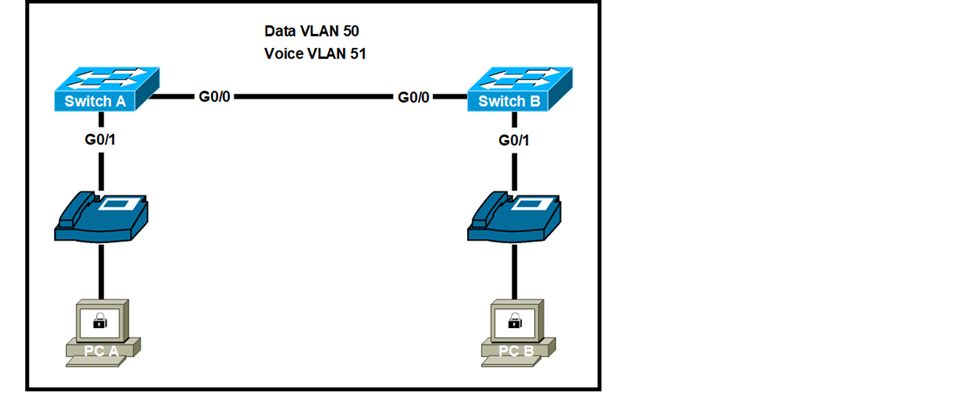 Data VLAN 50
Voice VLAN 51
Switch A
G0/0
G0/0
Switch B
G0/1
G0/1
PC A
PC B